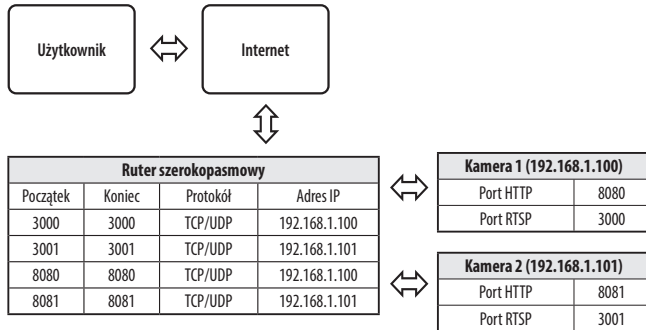 Użytkownik
Internet
Ruter szerokopasmowy
Początek Koniec Protokół Adres IP
3000 3000 TCP/UDP 192.168.1.100
3001 3001 TCP/UDP 192.168.1.101
8080 8080 TCP/UDP 192.168.1.100
8081 8081 TCP/UDP 192.168.1.101
Kamera 1 (192.168.1.100)
Port HTTP 8080
Port RTSP 3000
Kamera 2 (192.168.1.101)
Port HTTP 8081
Port RTSP 3001